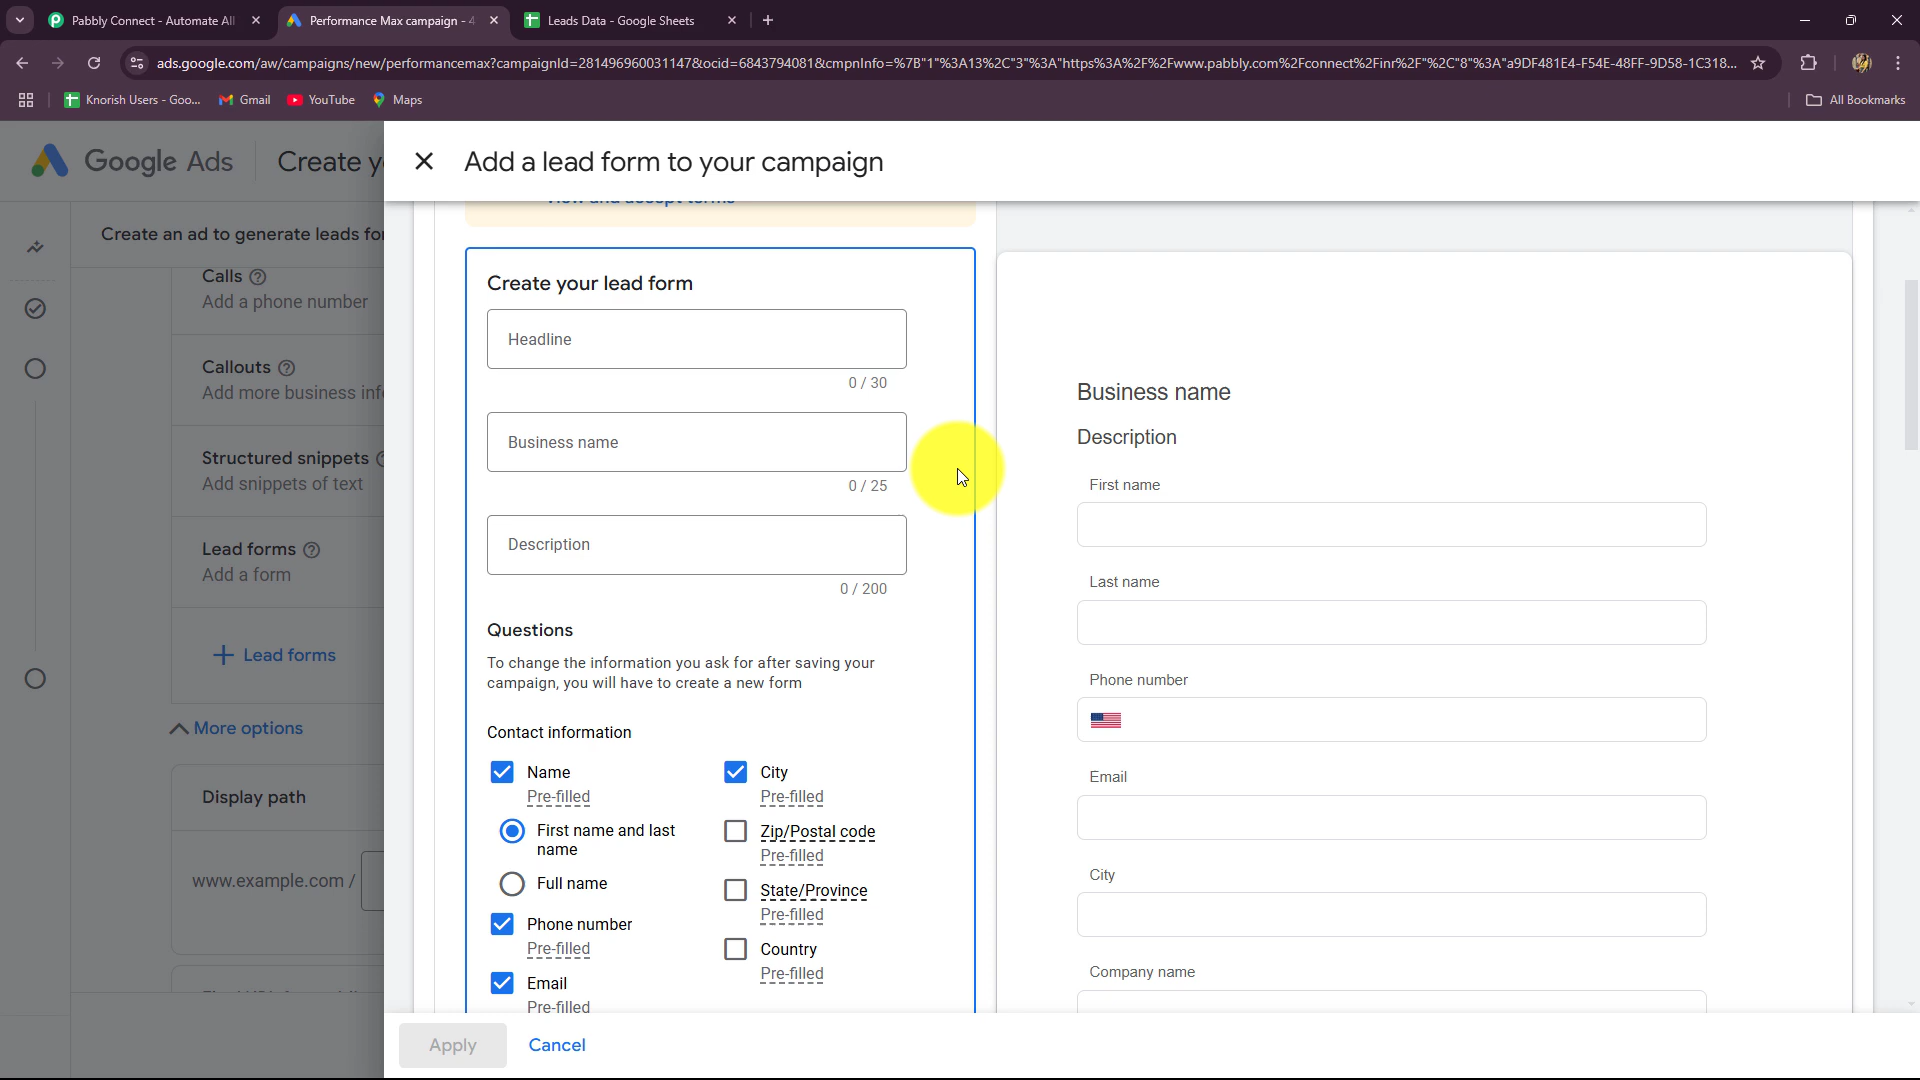 Pabbly Connect - Automate All
Performance Max campaign - 4
Leads Data - Google Sheets
ads.google.com/aw/campaigns/new/performancemax?campaignId=281496960031147&ocid=6843794081&cmpnInfo=%7B"1"%3A13%2C"3"%3A"https%3A%2F%2Fwww.pabbly.com%2Fconnect%2Finr%2F"%2C"8"%3A"a9DF481E4-F54E-48FF-9D58-1C318...
Knorish Users - Goo...
Gmail
YouTube
Maps
All Bookmarks
Google Ads
Create yo
Add a lead form to your campaign
Create an ad to generate leads for
Calls
Add a phone number
Callouts
Add more business info
Structured snippets
Add snippets of text
Lead forms
Add a form
Lead forms
More options
Display path
www.example.com /
View and accept terms
Create your lead form
Headline
0 / 30
Business name
0 / 25
Description
0 / 200
Questions
To change the information you ask for after saving your
campaign, you will have to create a new form
Contact information
Name
Pre-filled
First name and last
name
Full name
Phone number
Pre-filled
Email
Pre-filled
City
Pre-filled
Zip/Postal code
Pre-filled
State/Province
Pre-filled
Country
Pre-filled
Business name
Description
First name
Last name
Phone number
Email
City
Company name
Apply
Cancel